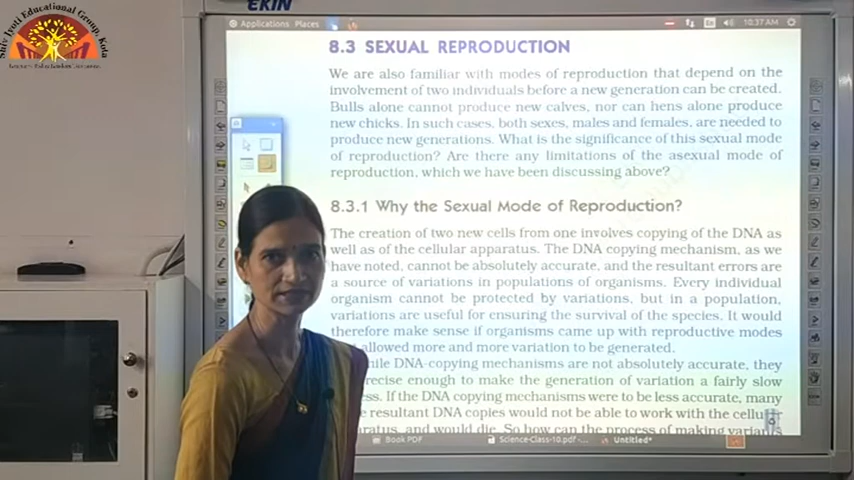 EKIN
Shiv Jyoti Educational Group, Kota
Applications Places
En
10:37 AM
8.3 SEXUAL REPRODUCTION
We are also familiar with modes of reproduction that depend on the
involvement of two individuals before a new generation can be created.
Bulls alone cannot produce new calves, nor can hens alone produce
new chicks. In such cases, both sexes, males and females, are needed to
produce new generations. What is the significance of this sexual mode
of reproduction? Are there any limitations of the asexual mode of
reproduction, which we have been discussing above?
8.3.1 Why the Sexual Mode of Reproduction?
The creation of two new cells from one involves copying of the DNA as
well as of the cellular apparatus. The DNA copying mechanism, as we
have noted, cannot be absolutely accurate, and the resultant errors are
a source of variations in populations of organisms. Every individual
organism cannot be protected by variations, but in a population,
variations are useful for ensuring the survival of the species. It would
therefore make sense if organisms came up with reproductive modes
allowed more and more variation to be generated.
hile DNA-copying mechanisms are not absolutely accurate, they
recise enough to make the generation of variation a fairly slow
ess. If the DNA copying mechanisms were to be less accurate, many
e resultant DNA copies would not be able to work with the cellular
aratus, and would die. So how can the process of making variants
Book PDF
Science-Class-10.pdf-...
Untitled*